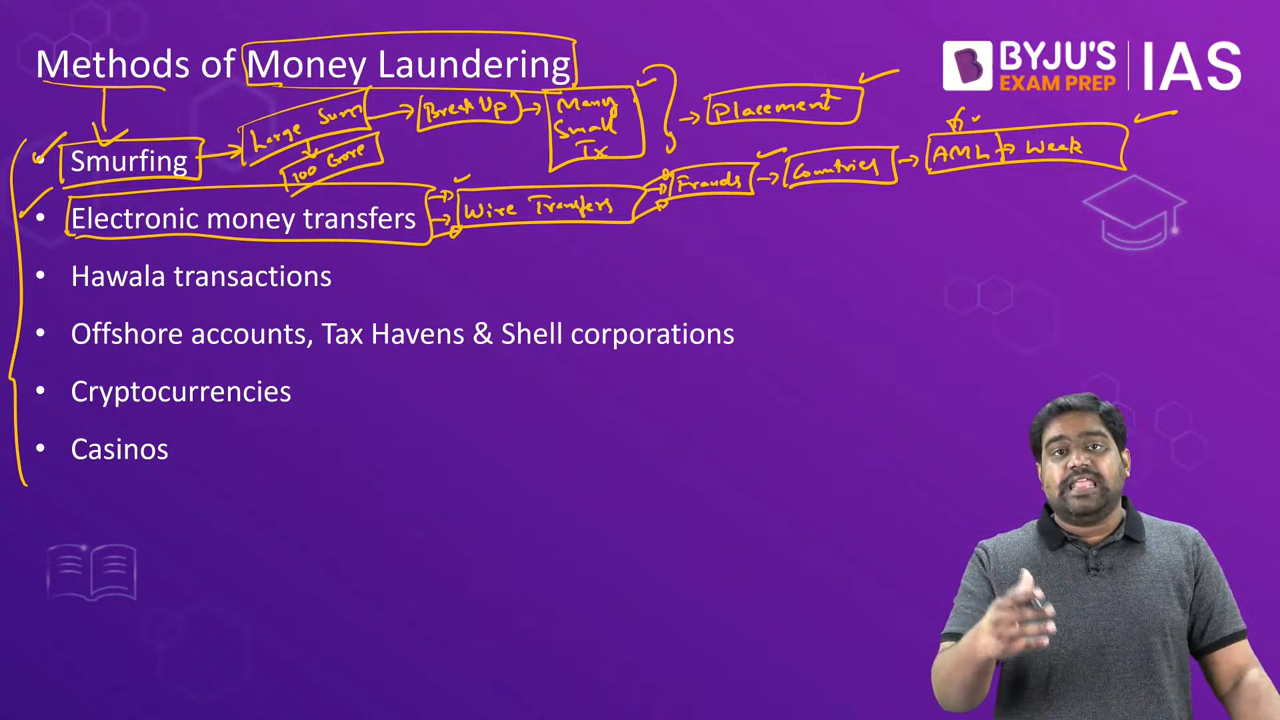 Methods of Money Laundering
BYJU'S
EXAM PREP
IAS
Smurfing
Large Sums
100 Crore
Break Up
Many
Small
Tx
Placement
Electronic money transfers
Wire Transfers
Frauds
Countries
AML Weak
Hawala transactions
Offshore accounts, Tax Havens & Shell corporations
Cryptocurrencies
Casinos